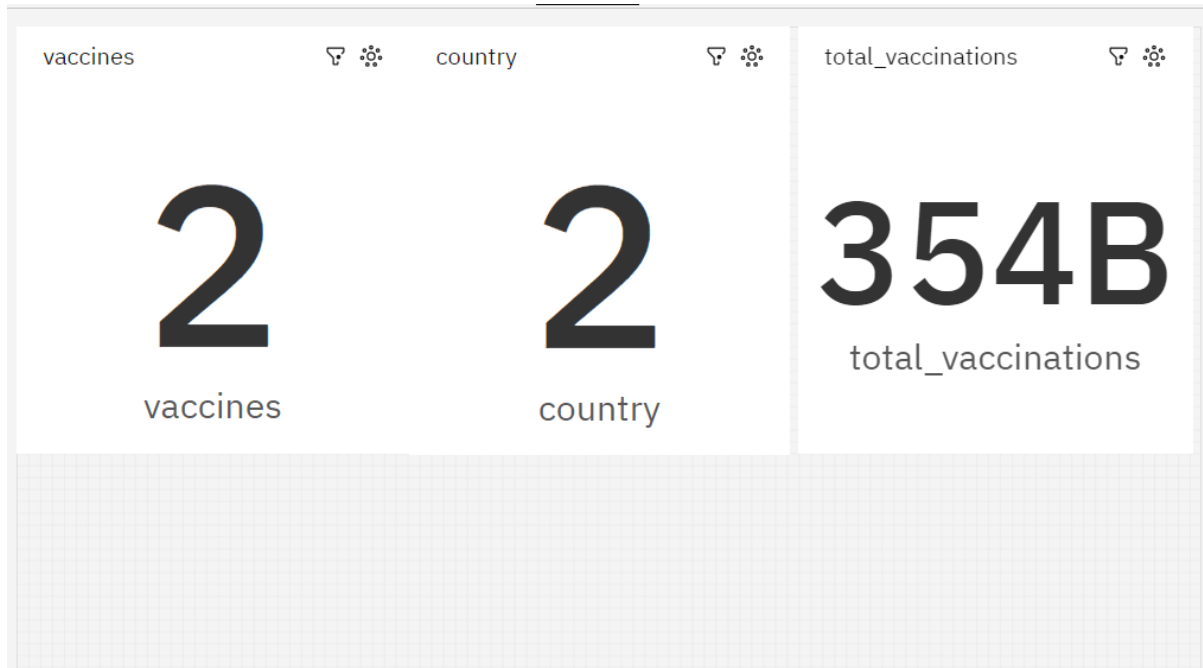 vaccines
2
vaccines
country
2
country
total_vaccinations
354B
total_vaccinations